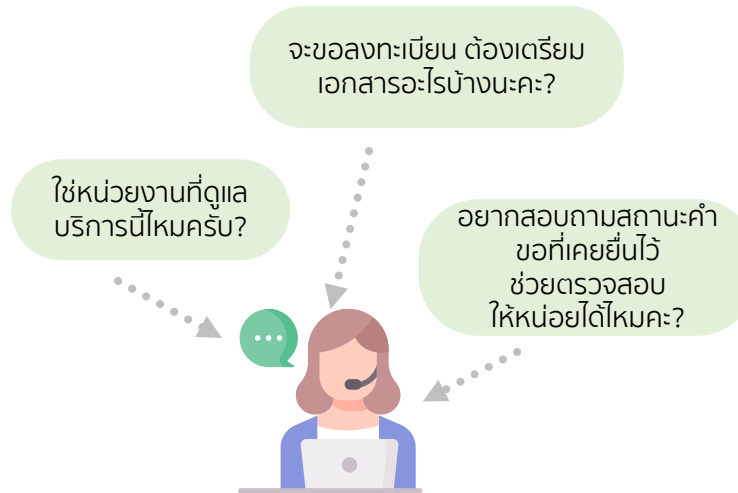 จะขอลงทะเบียน ต้องเตรียม
เอกสารอะไรบ้างนะคะ?
ใช่หน่วยงานที่ดูแล
บริการนี้ไหมครับ?
อยากสอบถามสถานะคำ
ขอที่เคยยื่นไว้
ช่วยตรวจสอบ
ให้หน่อยได้ไหมคะ?